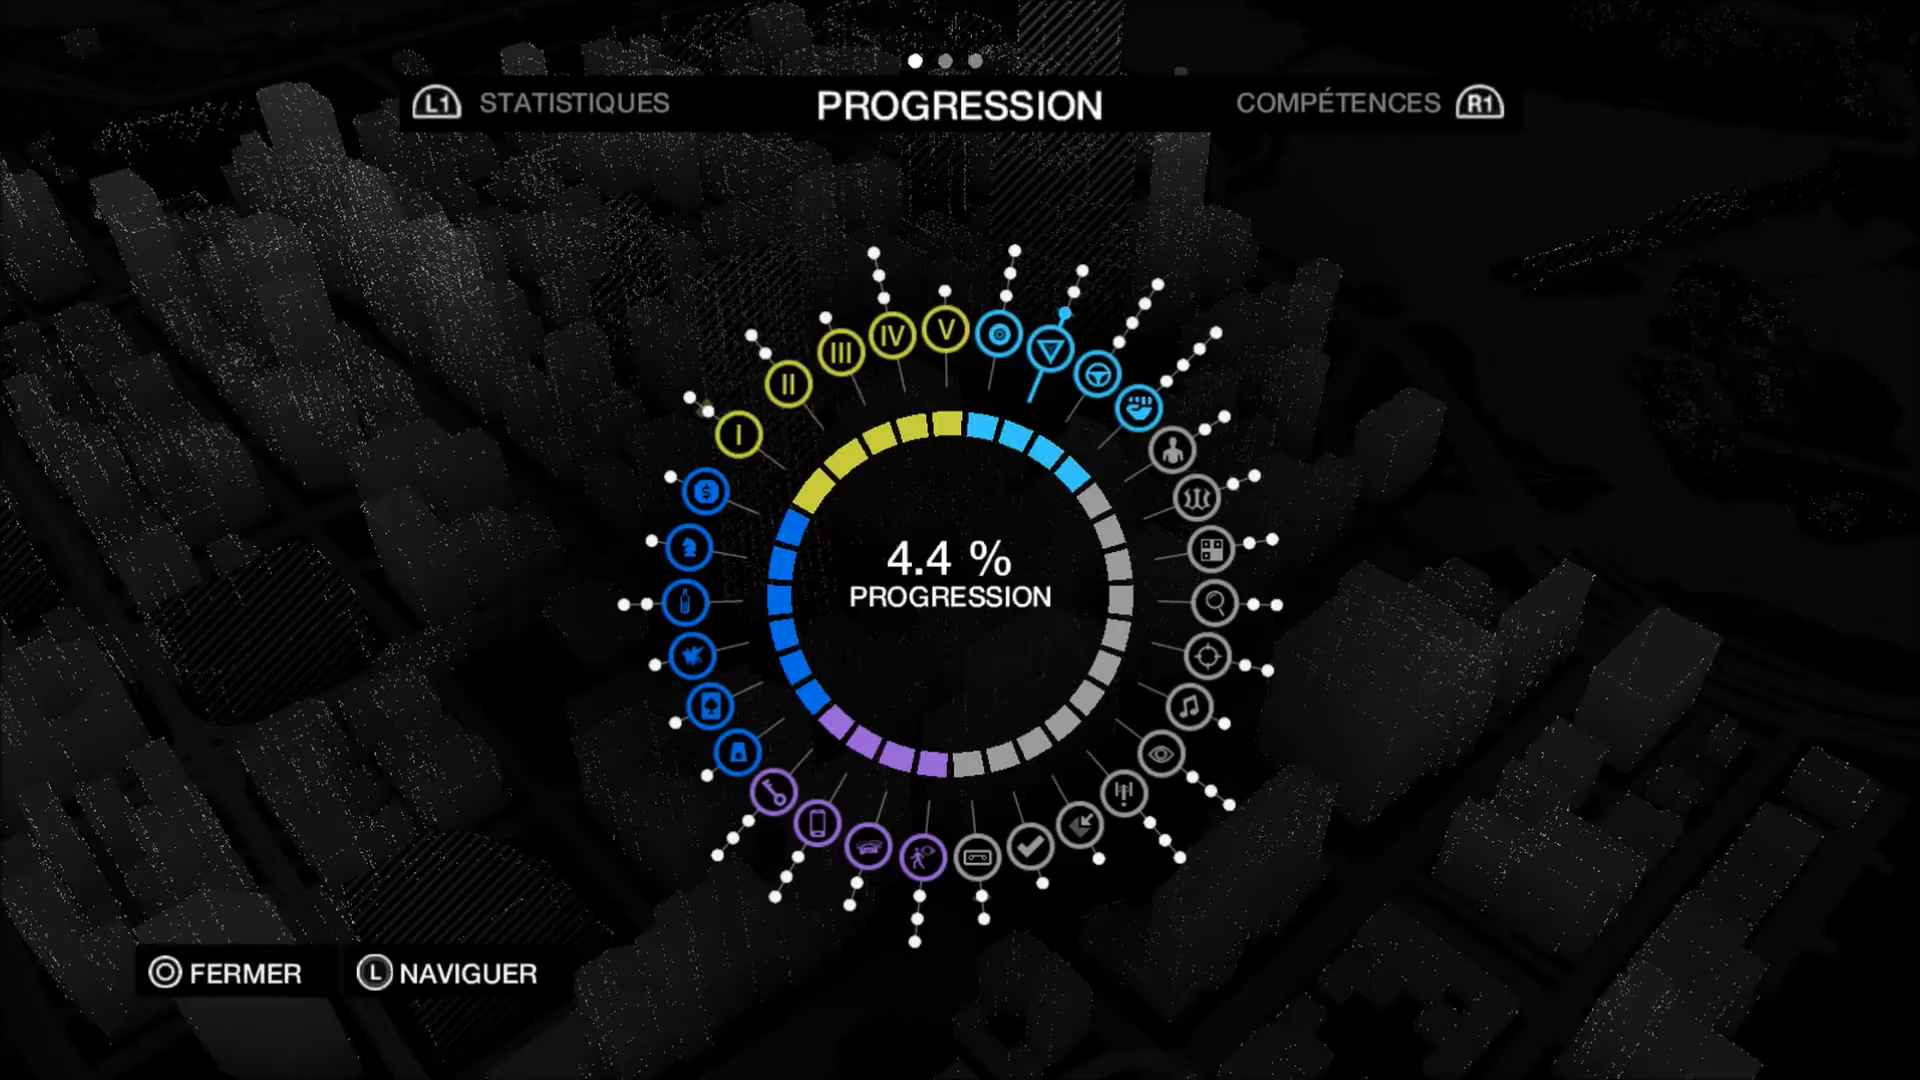 L1 STATISTIQUES PROGRESSION COMPÉTENCES R1
III IV V
II
I
$
4.4 %
PROGRESSION
FERMER L NAVIGUER